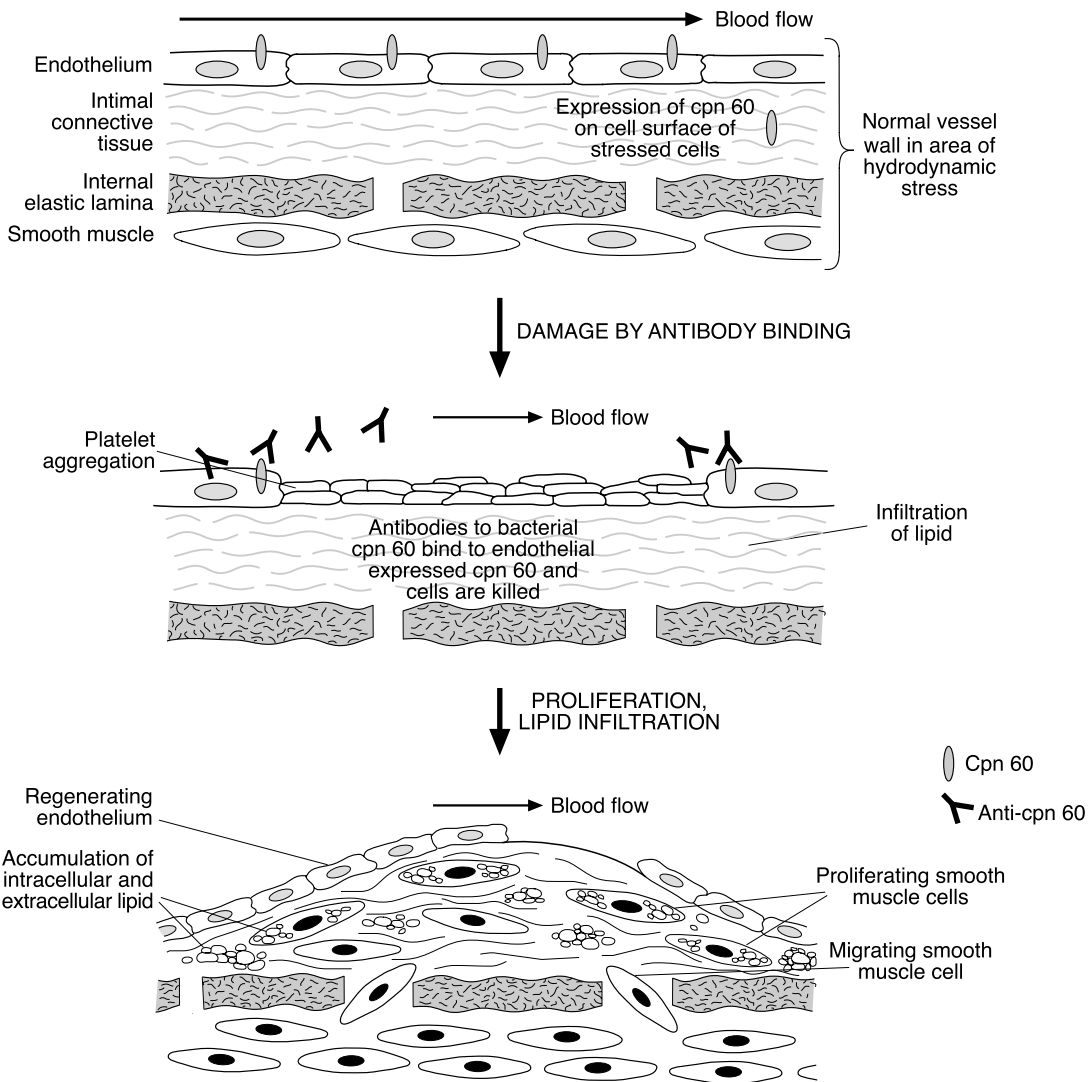 Blood flow
Endothelium
Intimal
connective
tissue
Expression of cpn 60
on cell surface of
stressed cells
Normal vessel
wall in area of
hydrodynamic
stress
Internal
elastic lamina
Smooth muscle
DAMAGE BY ANTIBODY BINDING
Blood flow
Platelet
aggregation
Infiltration
of lipid
Antibodies to bacterial
cpn 60 bind to endothelial
expressed cpn 60 and
cells are killed
PROLIFERATION,
LIPID INFILTRATION
Cpn 60
Anti-cpn 60
Regenerating
endothelium
Blood flow
Accumulation of
intracellular and
extracellular lipid
Proliferating smooth
muscle cells
Migrating smooth
muscle cell